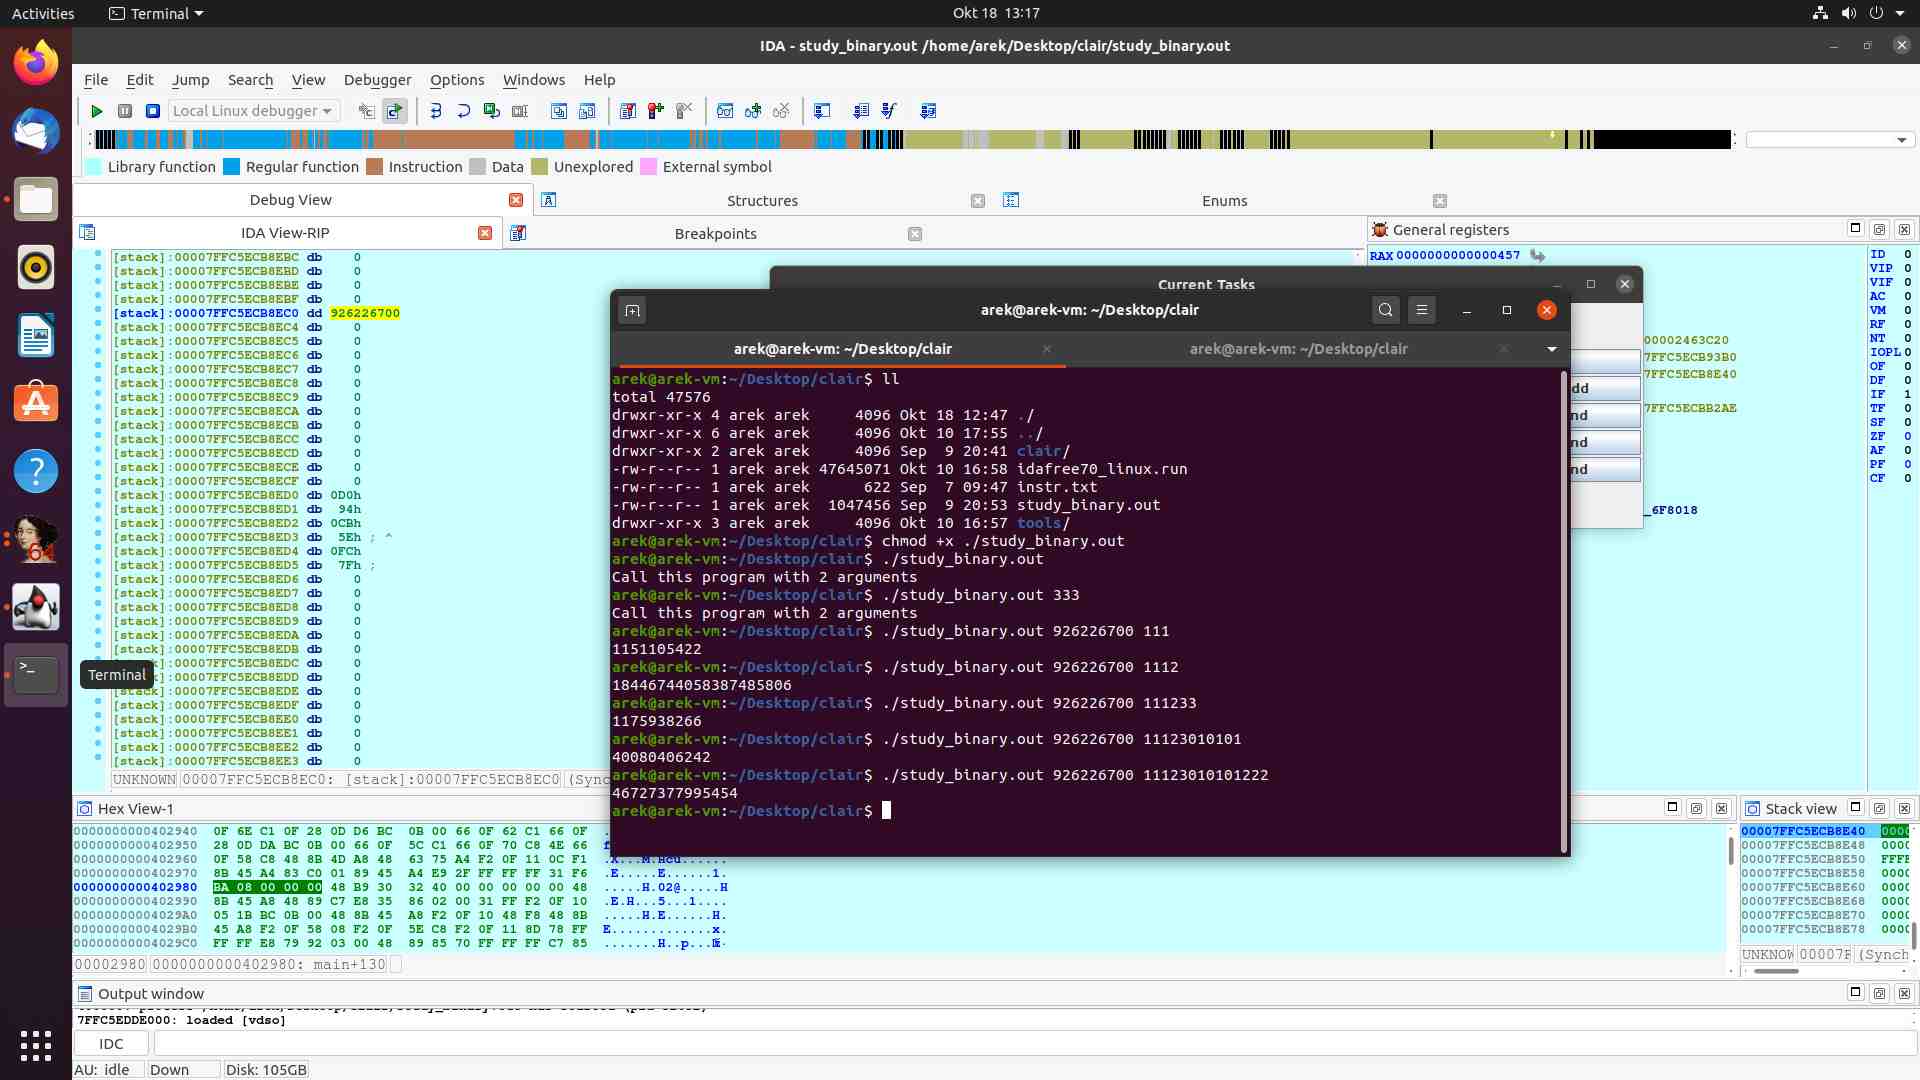 Activities
Terminal
Okt 18 13:17
IDA - study_binary.out /home/arek/Desktop/clair/study_binary.out
File Edit Jump Search View Debugger Options Windows Help
Local Linux debugger
Library function Regular function Instruction Data Unexplored External symbol
Debug View
Structures
Enums
IDA View-RIP
Breakpoints
General registers
[stack]:00007FFC5ECB8EBC db 0
[stack]:00007FFC5ECB8EBD db 0
[stack]:00007FFC5ECB8EBE db 0
[stack]:00007FFC5ECB8EBF db 0
[stack]:00007FFC5ECB8EC0 dd 926226700
[stack]:00007FFC5ECB8EC4 db 0
[stack]:00007FFC5ECB8EC5 db 0
[stack]:00007FFC5ECB8EC6 db 0
[stack]:00007FFC5ECB8EC7 db 0
[stack]:00007FFC5ECB8EC8 db 0
[stack]:00007FFC5ECB8EC9 db 0
[stack]:00007FFC5ECB8ECA db 0
[stack]:00007FFC5ECB8ECB db 0
[stack]:00007FFC5ECB8ECC db 0
[stack]:00007FFC5ECB8ECD db 0
[stack]:00007FFC5ECB8ECE db 0
[stack]:00007FFC5ECB8ECF db 0
[stack]:00007FFC5ECB8ED0 db 0D0h
[stack]:00007FFC5ECB8ED1 db 94h
[stack]:00007FFC5ECB8ED2 db 0CBh
[stack]:00007FFC5ECB8ED3 db 5Eh ; ^
[stack]:00007FFC5ECB8ED4 db 0FCh
[stack]:00007FFC5ECB8ED5 db 7Fh ;
[stack]:00007FFC5ECB8ED6 db 0
[stack]:00007FFC5ECB8ED7 db 0
[stack]:00007FFC5ECB8ED8 db 0
[stack]:00007FFC5ECB8ED9 db 0
[stack]:00007FFC5ECB8EDA db 0
[stack]:00007FFC5ECB8EDB db 0
[stack]:00007FFC5ECB8EDC db 0
[stack]:00007FFC5ECB8EDD db 0
[stack]:00007FFC5ECB8EDE db 0
[stack]:00007FFC5ECB8EDF db 0
[stack]:00007FFC5ECB8EE0 db 0
[stack]:00007FFC5ECB8EE1 db 0
[stack]:00007FFC5ECB8EE2 db 0
[stack]:00007FFC5ECB8EE3 db 0
UNKNOWN 00007FFC5ECB8EC0: [stack]:00007FFC5ECB8EC0 (Sync
Terminal
RAX 0000000000000457
Current Tasks
00002463C20
7FFC5ECB93B0
7FFC5ECB8E40
7FFC5ECBB2AE
_6F8018
dd
nd
nd
nd
ID 0
VIP 0
VIF 0
AC 0
VM 0
RF 0
NT 0
IOPL 0
OF 0
DF 0
IF 1
TF 0
SF 0
ZF 0
AF 0
PF 0
CF 0
arek@arek-vm: ~/Desktop/clair
arek@arek-vm: ~/Desktop/clair
arek@arek-vm: ~/Desktop/clair
arek@arek-vm:~/Desktop/clair$ ll
total 47576
drwxr-xr-x 4 arek arek 4096 Okt 18 12:47 ./
drwxr-xr-x 6 arek arek 4096 Okt 10 17:55 ../
drwxr-xr-x 2 arek arek 4096 Sep 9 20:41 clair/
-rw-r--r-- 1 arek arek 47645071 Okt 10 16:58 idafree70_linux.run
-rw-r--r-- 1 arek arek 622 Sep 7 09:47 instr.txt
-rw-r--r-- 1 arek arek 1047456 Sep 9 20:53 study_binary.out
drwxr-xr-x 3 arek arek 4096 Okt 10 16:57 tools/
arek@arek-vm:~/Desktop/clair$ chmod +x ./study_binary.out
arek@arek-vm:~/Desktop/clair$ ./study_binary.out
Call this program with 2 arguments
arek@arek-vm:~/Desktop/clair$ ./study_binary.out 333
Call this program with 2 arguments
arek@arek-vm:~/Desktop/clair$ ./study_binary.out 926226700 111
1151105422
arek@arek-vm:~/Desktop/clair$ ./study_binary.out 926226700 1112
18446744058387485806
arek@arek-vm:~/Desktop/clair$ ./study_binary.out 926226700 111233
1175938266
arek@arek-vm:~/Desktop/clair$ ./study_binary.out 926226700 11123010101
40080406242
arek@arek-vm:~/Desktop/clair$ ./study_binary.out 926226700 11123010101222
46727377995454
arek@arek-vm:~/Desktop/clair$
Hex View-1
0000000000402940 0F 6E C1 0F 28 0D D6 BC 0B 00 66 0F 62 C1 66 0F
0000000000402950 28 0D DA BC 0B 00 66 0F 5C C1 66 0F 70 C8 4E 66
0000000000402960 0F 58 C8 48 8B 4D A8 48 63 75 A4 F2 0F 11 0C F1 .X...M.Hcu......
0000000000402970 8B 45 A4 83 C0 01 89 45 A4 E9 2F FF FF FF 31 F6 .E.....E../...1.
0000000000402980 BA 08 00 00 00 48 B9 30 32 40 00 00 00 00 00 48 .....H.02@.....H
0000000000402990 8B 45 A8 48 89 C7 E8 35 86 02 00 31 FF F2 0F 10 .E.H...5...1....
00000000004029A0 05 1B BC 0B 00 48 8B 45 A8 F2 0F 10 48 F8 48 8B .....H.E....H.H.
00000000004029B0 45 A8 F2 0F 58 08 F2 0F 5E C8 F2 0F 11 8D 78 FF E...X...^.....x.
00000000004029C0 FF FF E8 79 92 03 00 48 89 85 70 FF FF FF C7 85
00002980 0000000000402980: main+130
Stack view
00007FFC5ECB8E40 0000
00007FFC5ECB8E48 0000
00007FFC5ECB8E50 FFFF
00007FFC5ECB8E58 0000
00007FFC5ECB8E60 0000
00007FFC5ECB8E68 0000
00007FFC5ECB8E70 0000
00007FFC5ECB8E78 0000
UNKNOWN 00007F (Synch
Output window
7FFC5EDDE000: loaded [vdso]
IDC
AU: idle Down Disk: 105GB